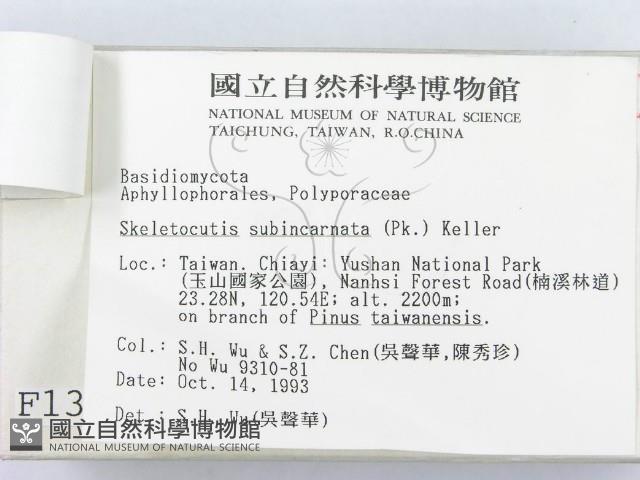 國立自然科學博物館
NATIONAL MUSEUM OF NATURAL SCIENCE
TAICHUNG, TAIWAN, R.O.CHINA
Basidiomycota
Aphyllophorales, Polyporaceae
Skeletocutis subincarnata (Pk.) Keller
Loc.: Taiwan. Chiayi: Yushan National Park
(玉山國家公園), Nanhsi Forest Road(楠溪林道)
23.28N, 120.54E; alt. 2200m;
on branch of Pinus taiwanensis.
Col.: S.H. Wu & S.Z. Chen(吳聲華,陳秀珍)
No Wu 9310-81
Date: Oct. 14, 1993
F13
Det.: S.H. Wu(吳聲華)
國立自然科學博物館
NATIONAL MUSEUM OF NATURAL SCIENCE